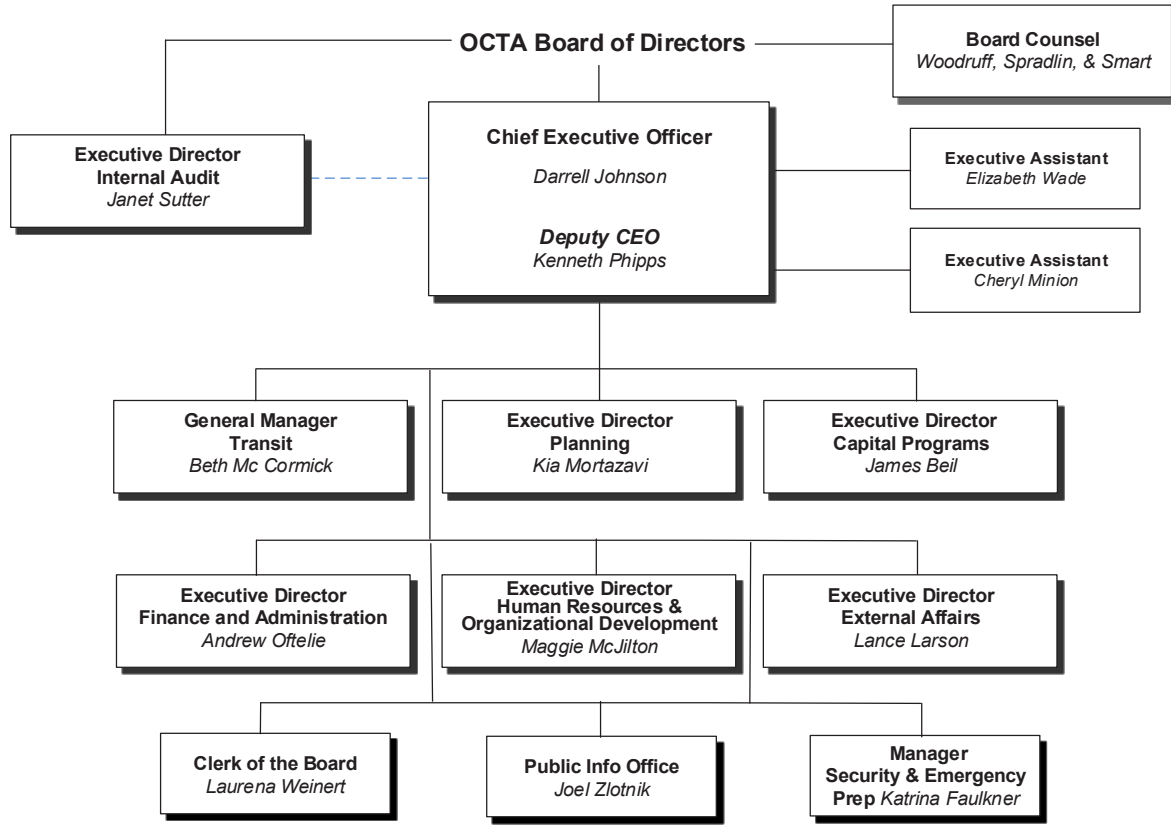 OCTA Board of Directors
Board Counsel
Woodruff, Spradlin, & Smart
Executive Director
Internal Audit
Janet Sutter
Chief Executive Officer
Darrell Johnson
Deputy CEO
Kenneth Phipps
Executive Assistant
Elizabeth Wade
Executive Assistant
Cheryl Minion
General Manager
Transit
Beth Mc Cormick
Executive Director
Planning
Kia Mortazavi
Executive Director
Capital Programs
James Beil
Executive Director
Finance and Administration
Andrew Oftelie
Executive Director
Human Resources &
Organizational Development
Maggie McJilton
Executive Director
External Affairs
Lance Larson
Clerk of the Board
Laurena Weinert
Public Info Office
Joel Zlotnik
Manager
Security & Emergency
Prep Katrina Faulkner